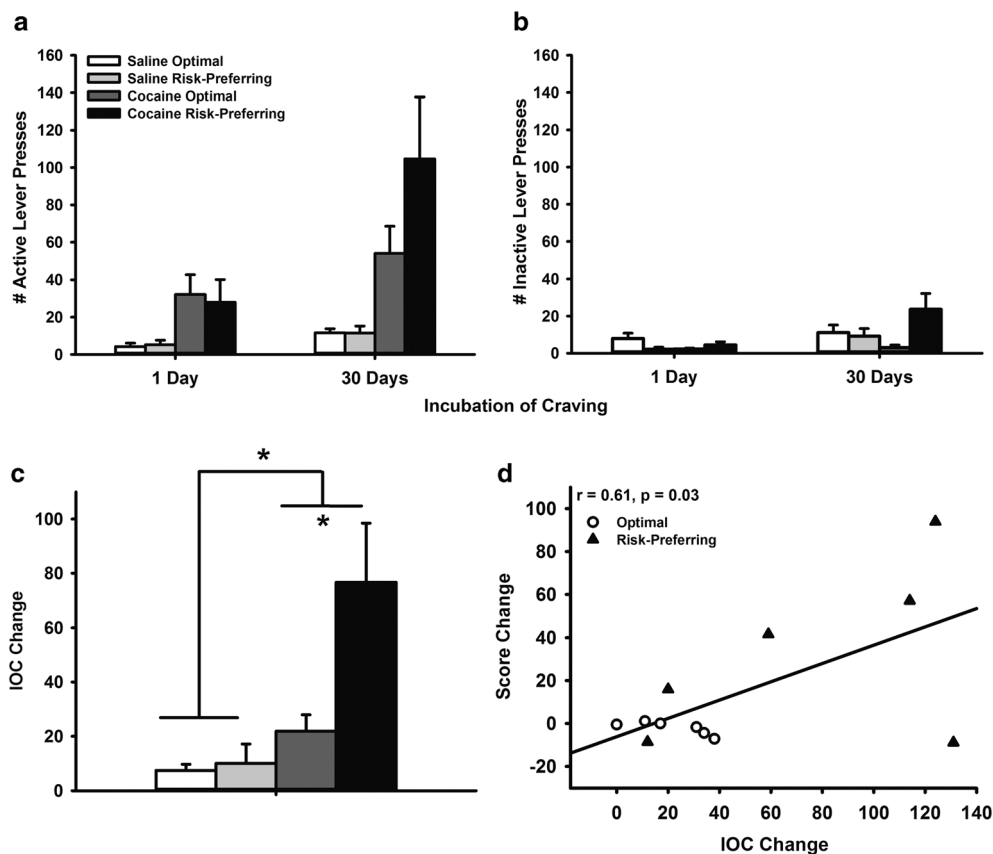 a
# Active Lever Presses
160
140
120
100
80
60
40
20
0
Saline Optimal
Saline Risk-Preferring
Cocaine Optimal
Cocaine Risk-Preferring
1 Day
30 Days
b
# Inactive Lever Presses
160
140
120
100
80
60
40
20
0
1 Day
30 Days
Incubation of Craving
c
IOC Change
100
80
60
40
20
0
*
*
d
r = 0.61, p = 0.03
Optimal
Risk-Preferring
Score Change
100
80
60
40
20
0
-20
0
20
40
60
80
100
120
140
IOC Change